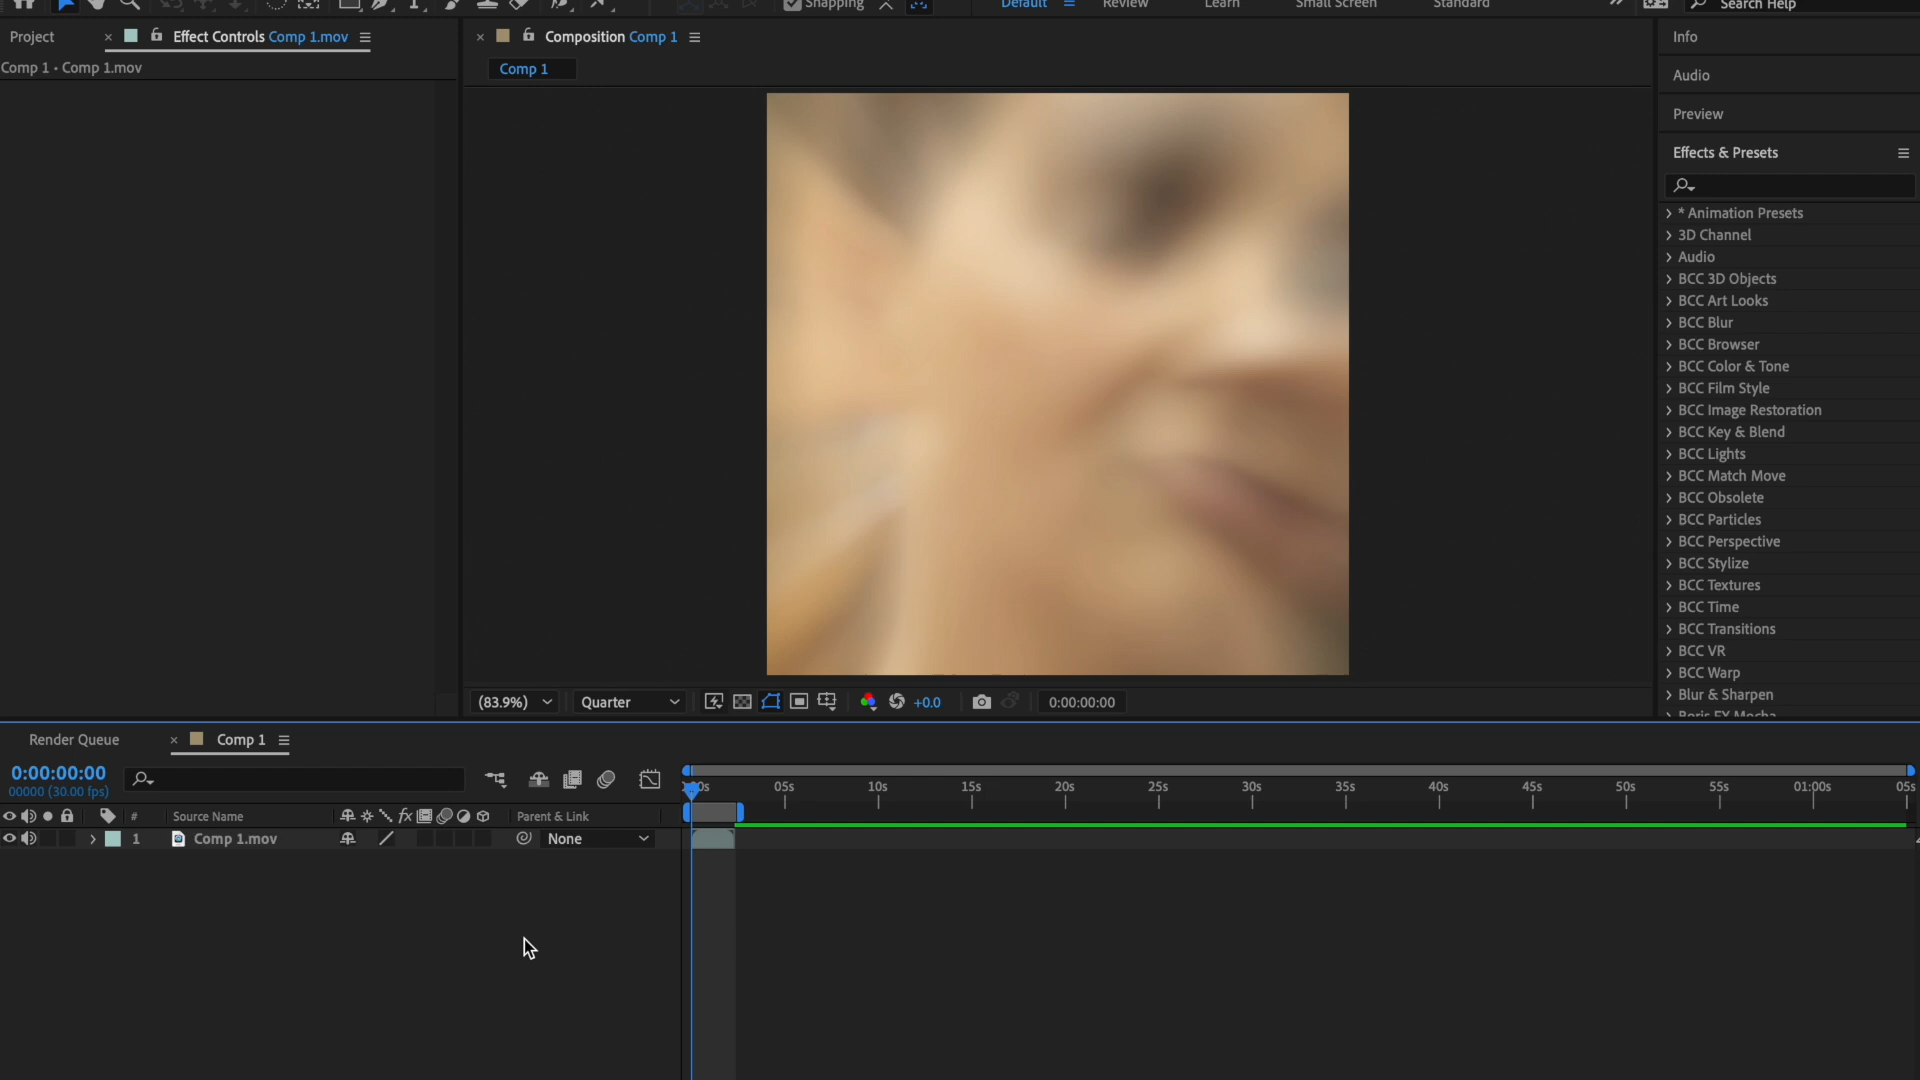 Snapping
Default
Review
Learn
Small Screen
Standard
Search Help
Project
Effect Controls Comp 1.mov
Composition Comp 1
Info
Comp 1 • Comp 1.mov
Comp 1
Audio
Preview
Effects & Presets
* Animation Presets
3D Channel
Audio
BCC 3D Objects
BCC Art Looks
BCC Blur
BCC Browser
BCC Color & Tone
BCC Film Style
BCC Image Restoration
BCC Key & Blend
BCC Lights
BCC Match Move
BCC Obsolete
BCC Particles
BCC Perspective
BCC Stylize
BCC Textures
BCC Time
BCC Transitions
BCC VR
BCC Warp
Blur & Sharpen
Boris FX Mocha
(83.9%)
Quarter
+0.0
0:00:00:00
Render Queue
Comp 1
0:00:00:00
00000 (30.00 fps)
05s
10s
15s
20s
25s
30s
35s
40s
45s
50s
55s
01:00s
05s
#
Source Name
fx
Parent & Link
1
Comp 1.mov
None